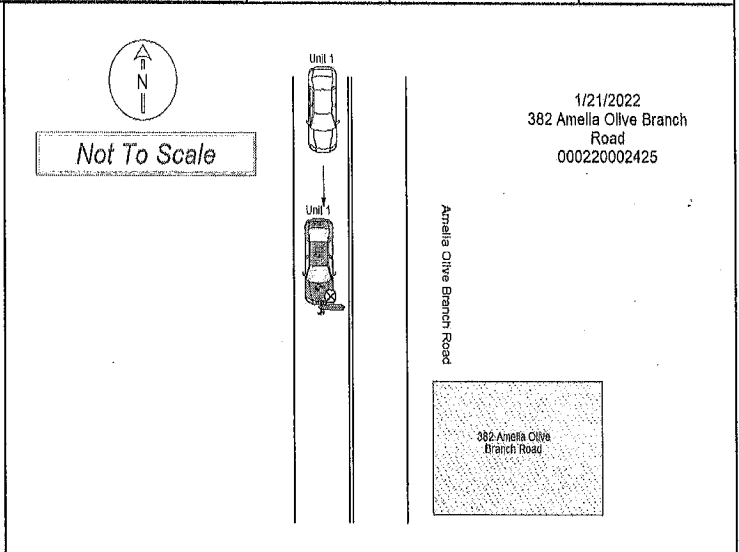 Unit 1
N
1/21/2022
382 Amelia Olive Branch
Road
000220002425
Not To Scale
Unit 1
Amelia Olive Branch Road
382 Amelia Olive
Branch Road